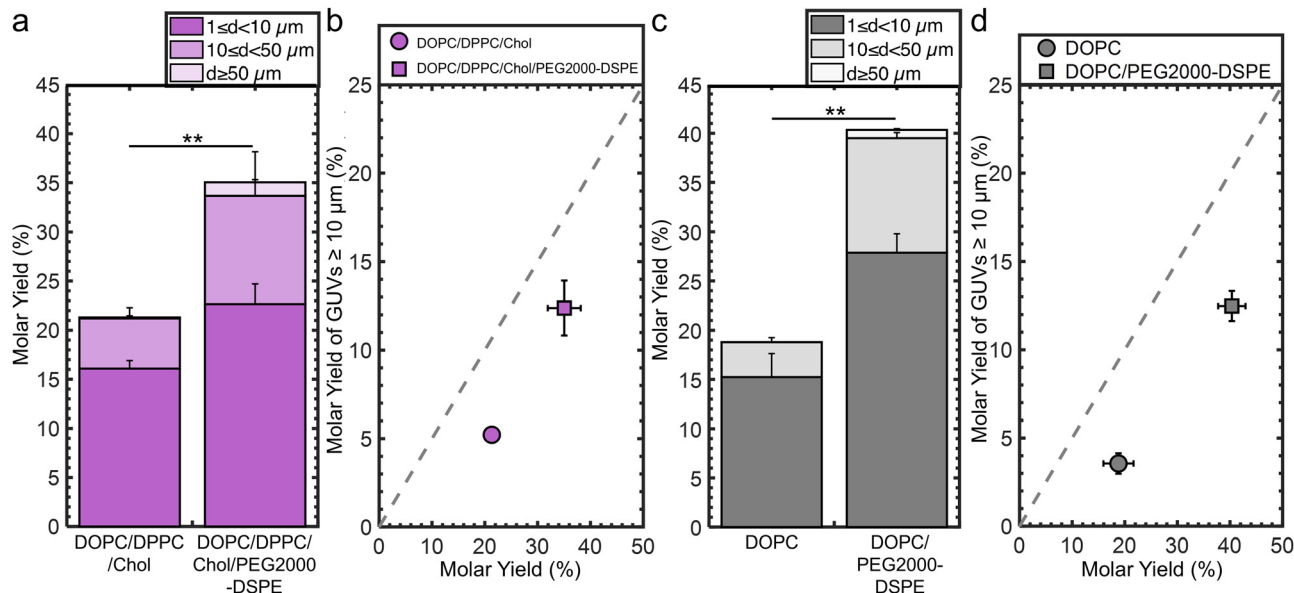 a
1≤d<10 µm
10≤d<50 µm
d≥50 µm
Molar Yield (%)
45
40
35
30
25
20
15
10
5
0
**
DOPC/DPPC
/Chol
DOPC/DPPC/
Chol/PEG2000
-DSPE
b
DOPC/DPPC/Chol
DOPC/DPPC/Chol/PEG2000-DSPE
Molar Yield of GUVs ≥ 10 µm (%)
25
20
15
10
5
0
0 10 20 30 40 50
Molar Yield (%)
c
1≤d<10 µm
10≤d<50 µm
d≥50 µm
Molar Yield (%)
45
40
35
30
25
20
15
10
5
0
**
DOPC
DOPC/
PEG2000-
DSPE
d
DOPC
DOPC/PEG2000-DSPE
Molar Yield of GUVs ≥ 10 µm (%)
25
20
15
10
5
0
0 10 20 30 40 50
Molar Yield (%)